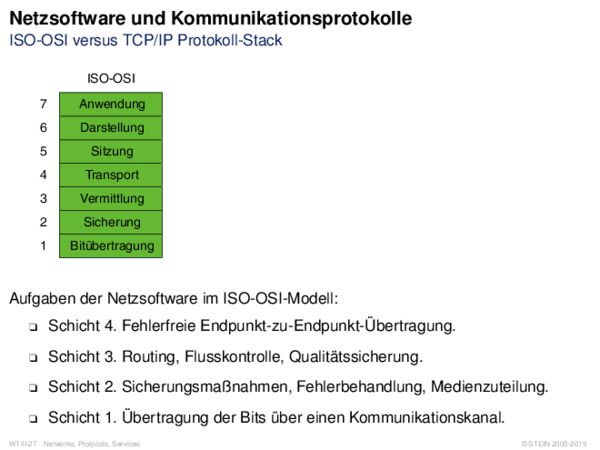 Netzsoftware und Kommunikationsprotokolle
ISO-OSI versus TCP/IP Protokoll-Stack
ISO-OSI
7 Anwendung
6 Darstellung
5 Sitzung
4 Transport
3 Vermittlung
2 Sicherung
1 Bitübertragung
Aufgaben der Netzsoftware im ISO-OSI-Modell:
❑ Schicht 4. Fehlerfreie Endpunkt-zu-Endpunkt-Übertragung.
❑ Schicht 3. Routing, Flusskontrolle, Qualitätssicherung.
❑ Schicht 2. Sicherungsmaßnahmen, Fehlerbehandlung, Medienzuteilung.
❑ Schicht 1. Übertragung der Bits über einen Kommunikationskanal.
WT:II-27 Networks, Protocols, Services © STEIN 2005-2019